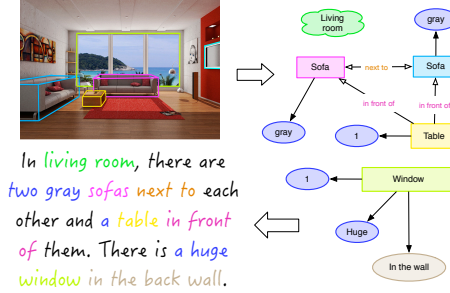 Living
room
gray
Sofa
next to
Sofa
in front of
in front of
gray
1
Table
In living room, there are
two gray sofas next to each
other and a table in front
of them. There is a huge
window in the back wall.
1
Window
Huge
In the wall